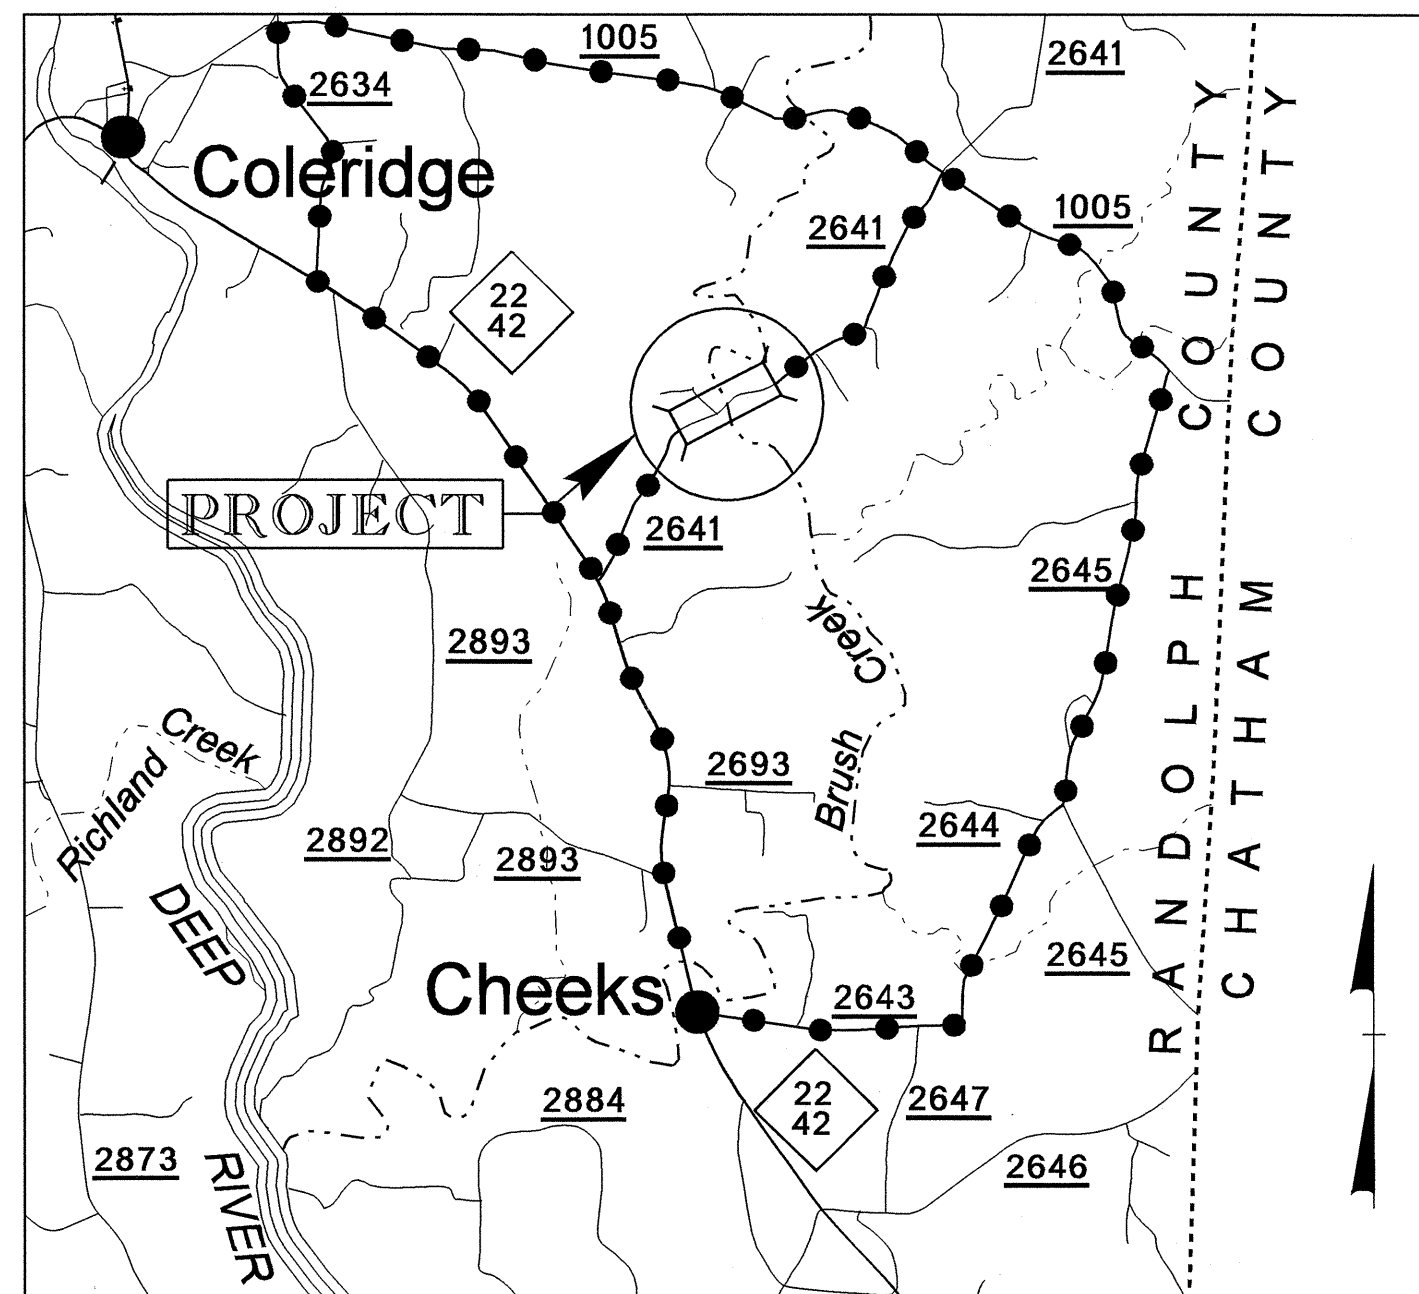 1005
2641
2634
Coleridge
1005
2641
22
42
PROJECT
2641
2645
2893
Creek
Brush
Creek
Richland
2693
2892
2893
2644
DEEP
2645
Cheeks
2643
22
42
2884
2647
2873
2646
RIVER
RANDOLPH COUNTY
CHATHAM COUNTY